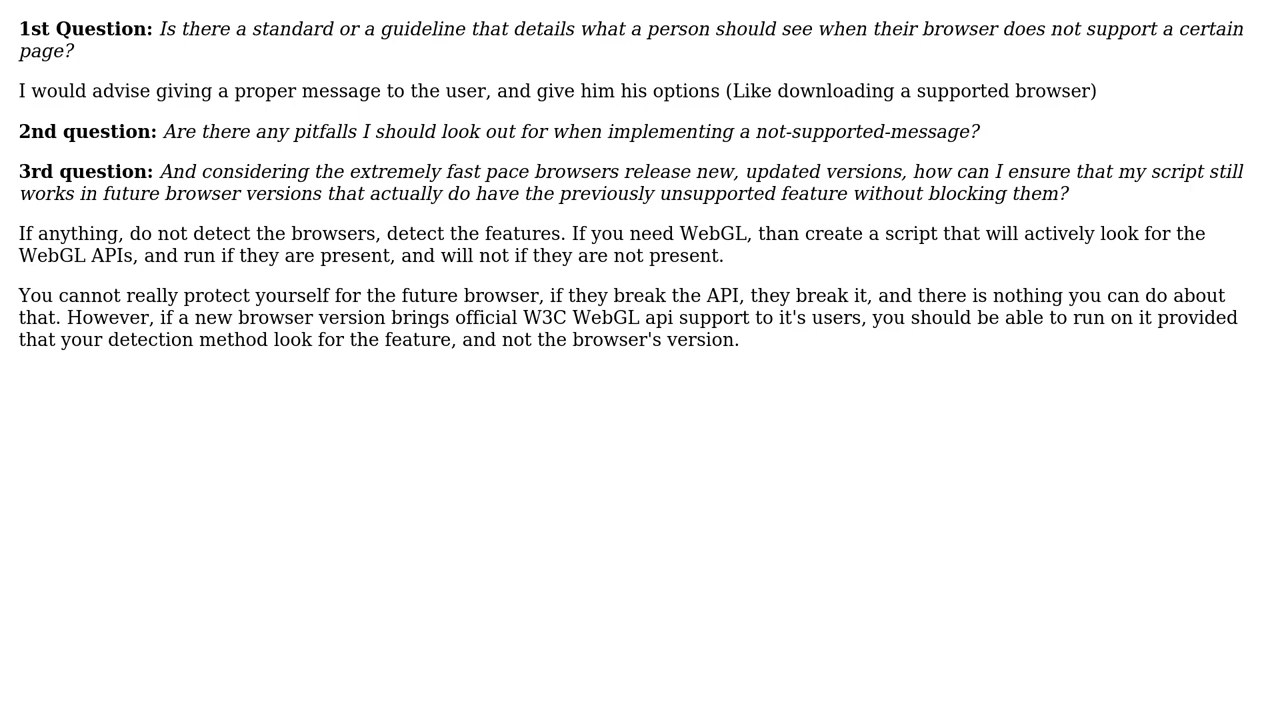 1st Question: Is there a standard or a guideline that details what a person should see when their browser does not support a certain
page?
I would advise giving a proper message to the user, and give him his options (Like downloading a supported browser)
2nd question: Are there any pitfalls I should look out for when implementing a not-supported-message?
3rd question: And considering the extremely fast pace browsers release new, updated versions, how can I ensure that my script still
works in future browser versions that actually do have the previously unsupported feature without blocking them?
If anything, do not detect the browsers, detect the features. If you need WebGL, than create a script that will actively look for the
WebGL APIs, and run if they are present, and will not if they are not present.
You cannot really protect yourself for the future browser, if they break the API, they break it, and there is nothing you can do about
that. However, if a new browser version brings official W3C WebGL api support to it's users, you should be able to run on it provided
that your detection method look for the feature, and not the browser's version.